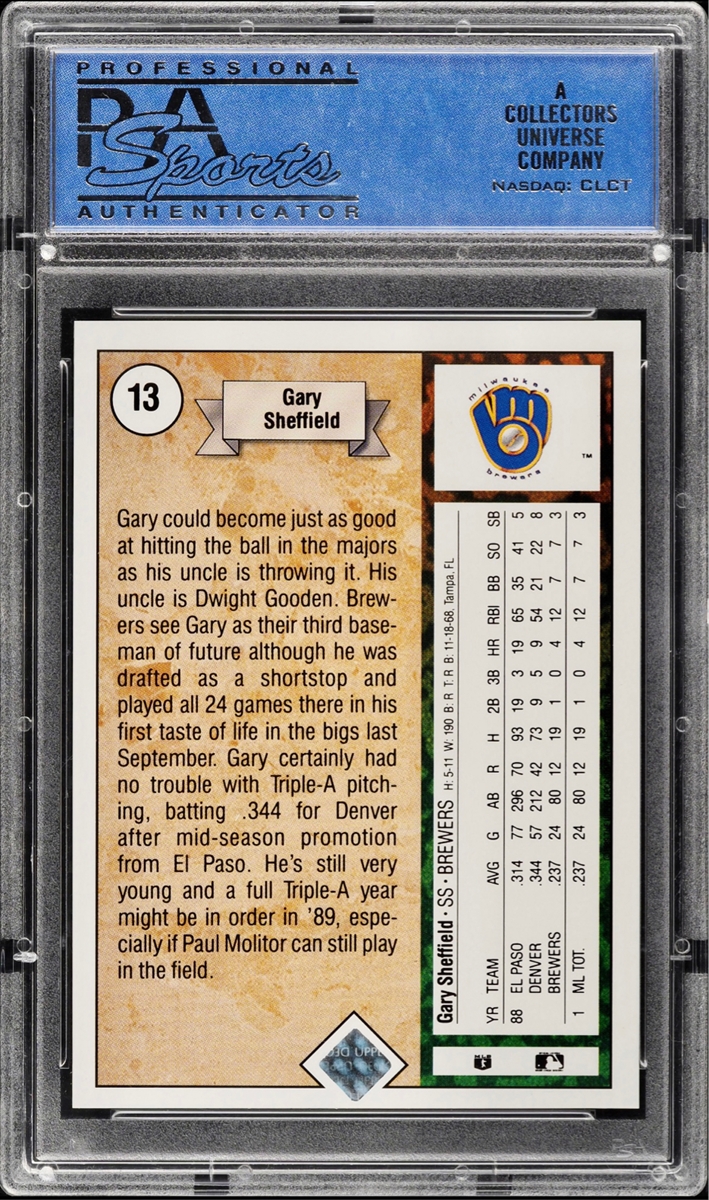 PROFESSIONAL
PSA
Sports
AUTHENTICATOR
A
COLLECTORS
UNIVERSE
COMPANY
NASDAQ: CLCT
13
Gary
Sheffield
milwaukee
brewers
TM
Gary could become just as good
at hitting the ball in the majors
as his uncle is throwing it. His
uncle is Dwight Gooden. Brew-
ers see Gary as their third base-
man of future although he was
drafted as a shortstop and
played all 24 games there in his
first taste of life in the bigs last
September. Gary certainly had
no trouble with Triple-A pitch-
ing, batting .344 for Denver
after mid-season promotion
from El Paso. He's still very
young and a full Triple-A year
might be in order in '89, espe-
cially if Paul Molitor can still play
in the field.
Gary Sheffield · SS · BREWERS H: 5-11 W: 190 B: R T: R B: 11-18-68, Tampa, FL
YR TEAM AVG G AB R H 2B 3B HR RBI BB SO SB
88 EL PASO .314 77 296 70 93 19 3 19 65 35 41 5
DENVER .344 57 212 42 73 9 5 9 54 21 22 8
BREWERS .237 24 80 12 19 1 0 4 12 7 7 3
1 ML TOT. .237 24 80 12 19 1 0 4 12 7 7 3